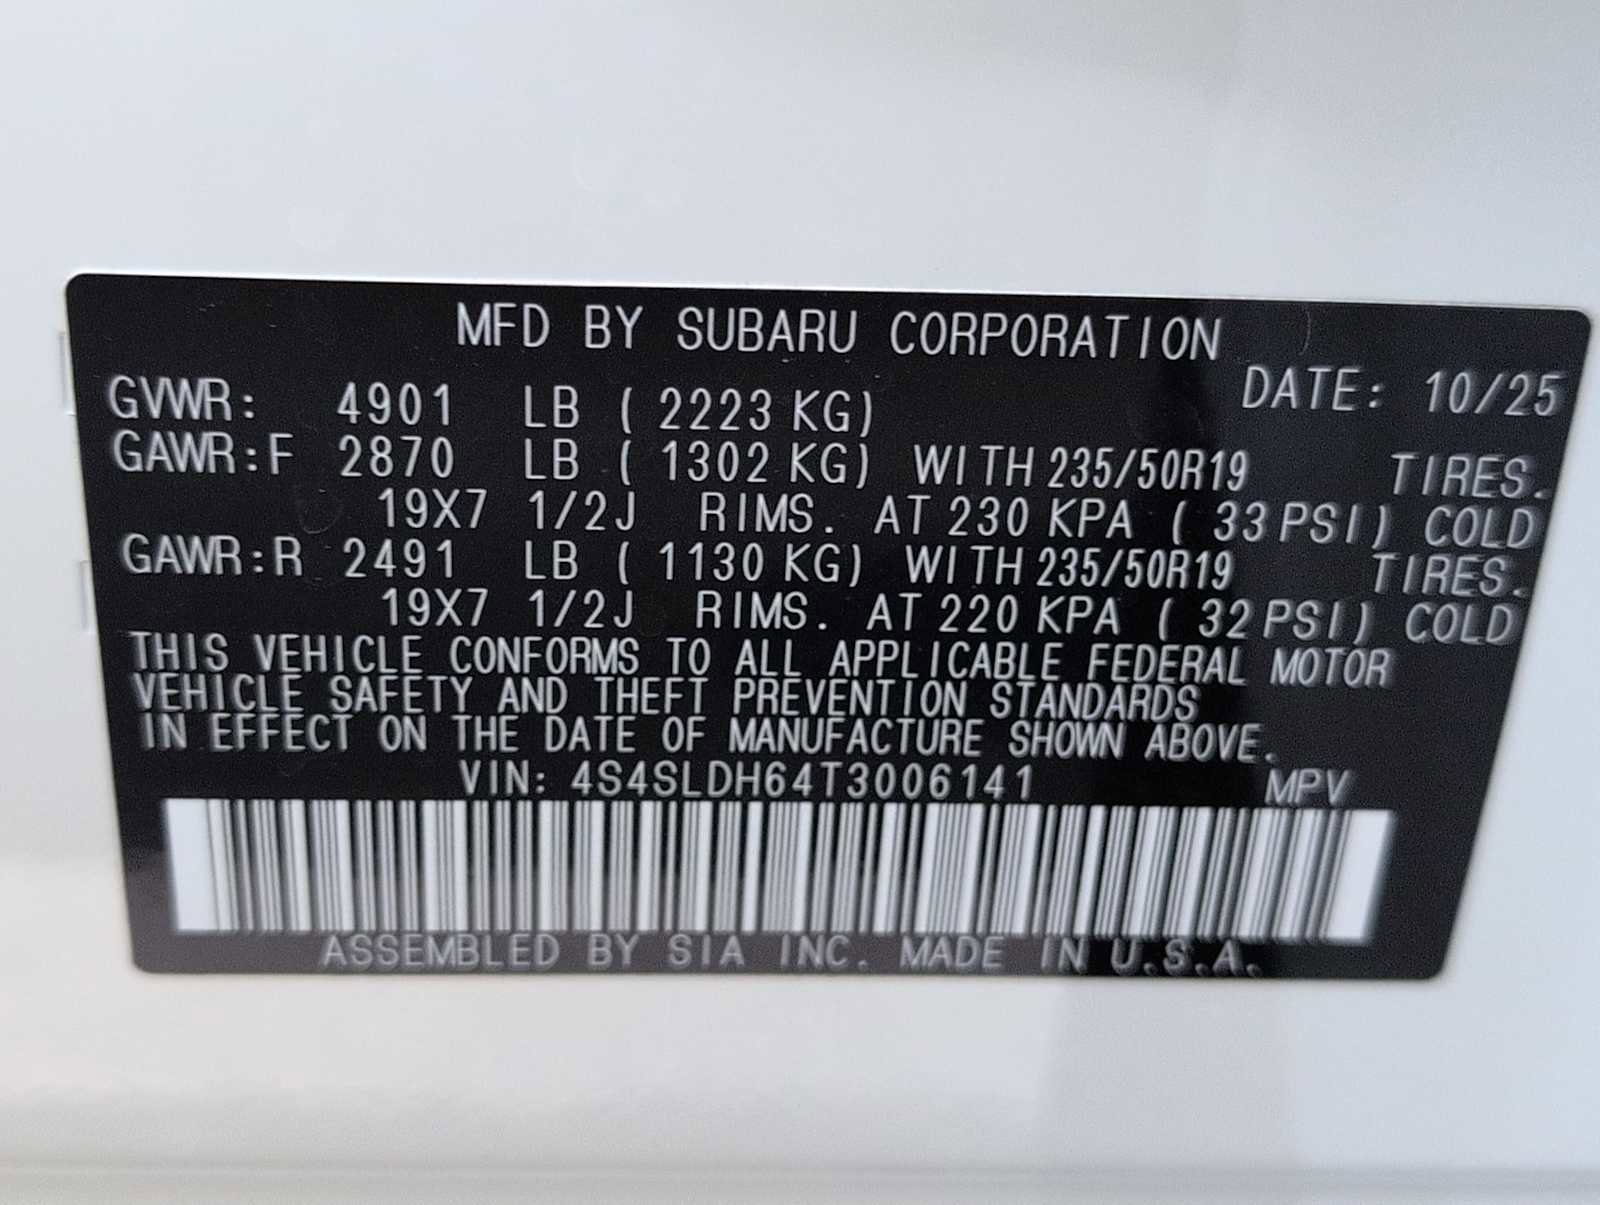 MFD BY SUBARU CORPORATION
DATE: 10/25
GVWR: 4901 LB ( 2223 KG)
GAWR:F 2870 LB ( 1302 KG) WITH 235/50R19 TIRES.
19X7 1/2J RIMS. AT 230 KPA ( 33 PSI) COLD
GAWR:R 2491 LB ( 1130 KG) WITH 235/50R19 TIRES.
19X7 1/2J RIMS. AT 220 KPA ( 32 PSI) COLD
THIS VEHICLE CONFORMS TO ALL APPLICABLE FEDERAL MOTOR
VEHICLE SAFETY AND THEFT PREVENTION STANDARDS
IN EFFECT ON THE DATE OF MANUFACTURE SHOWN ABOVE.
VIN: 4S4SLDH64T3006141 MPV
ASSEMBLED BY SIA INC. MADE IN U.S.A.